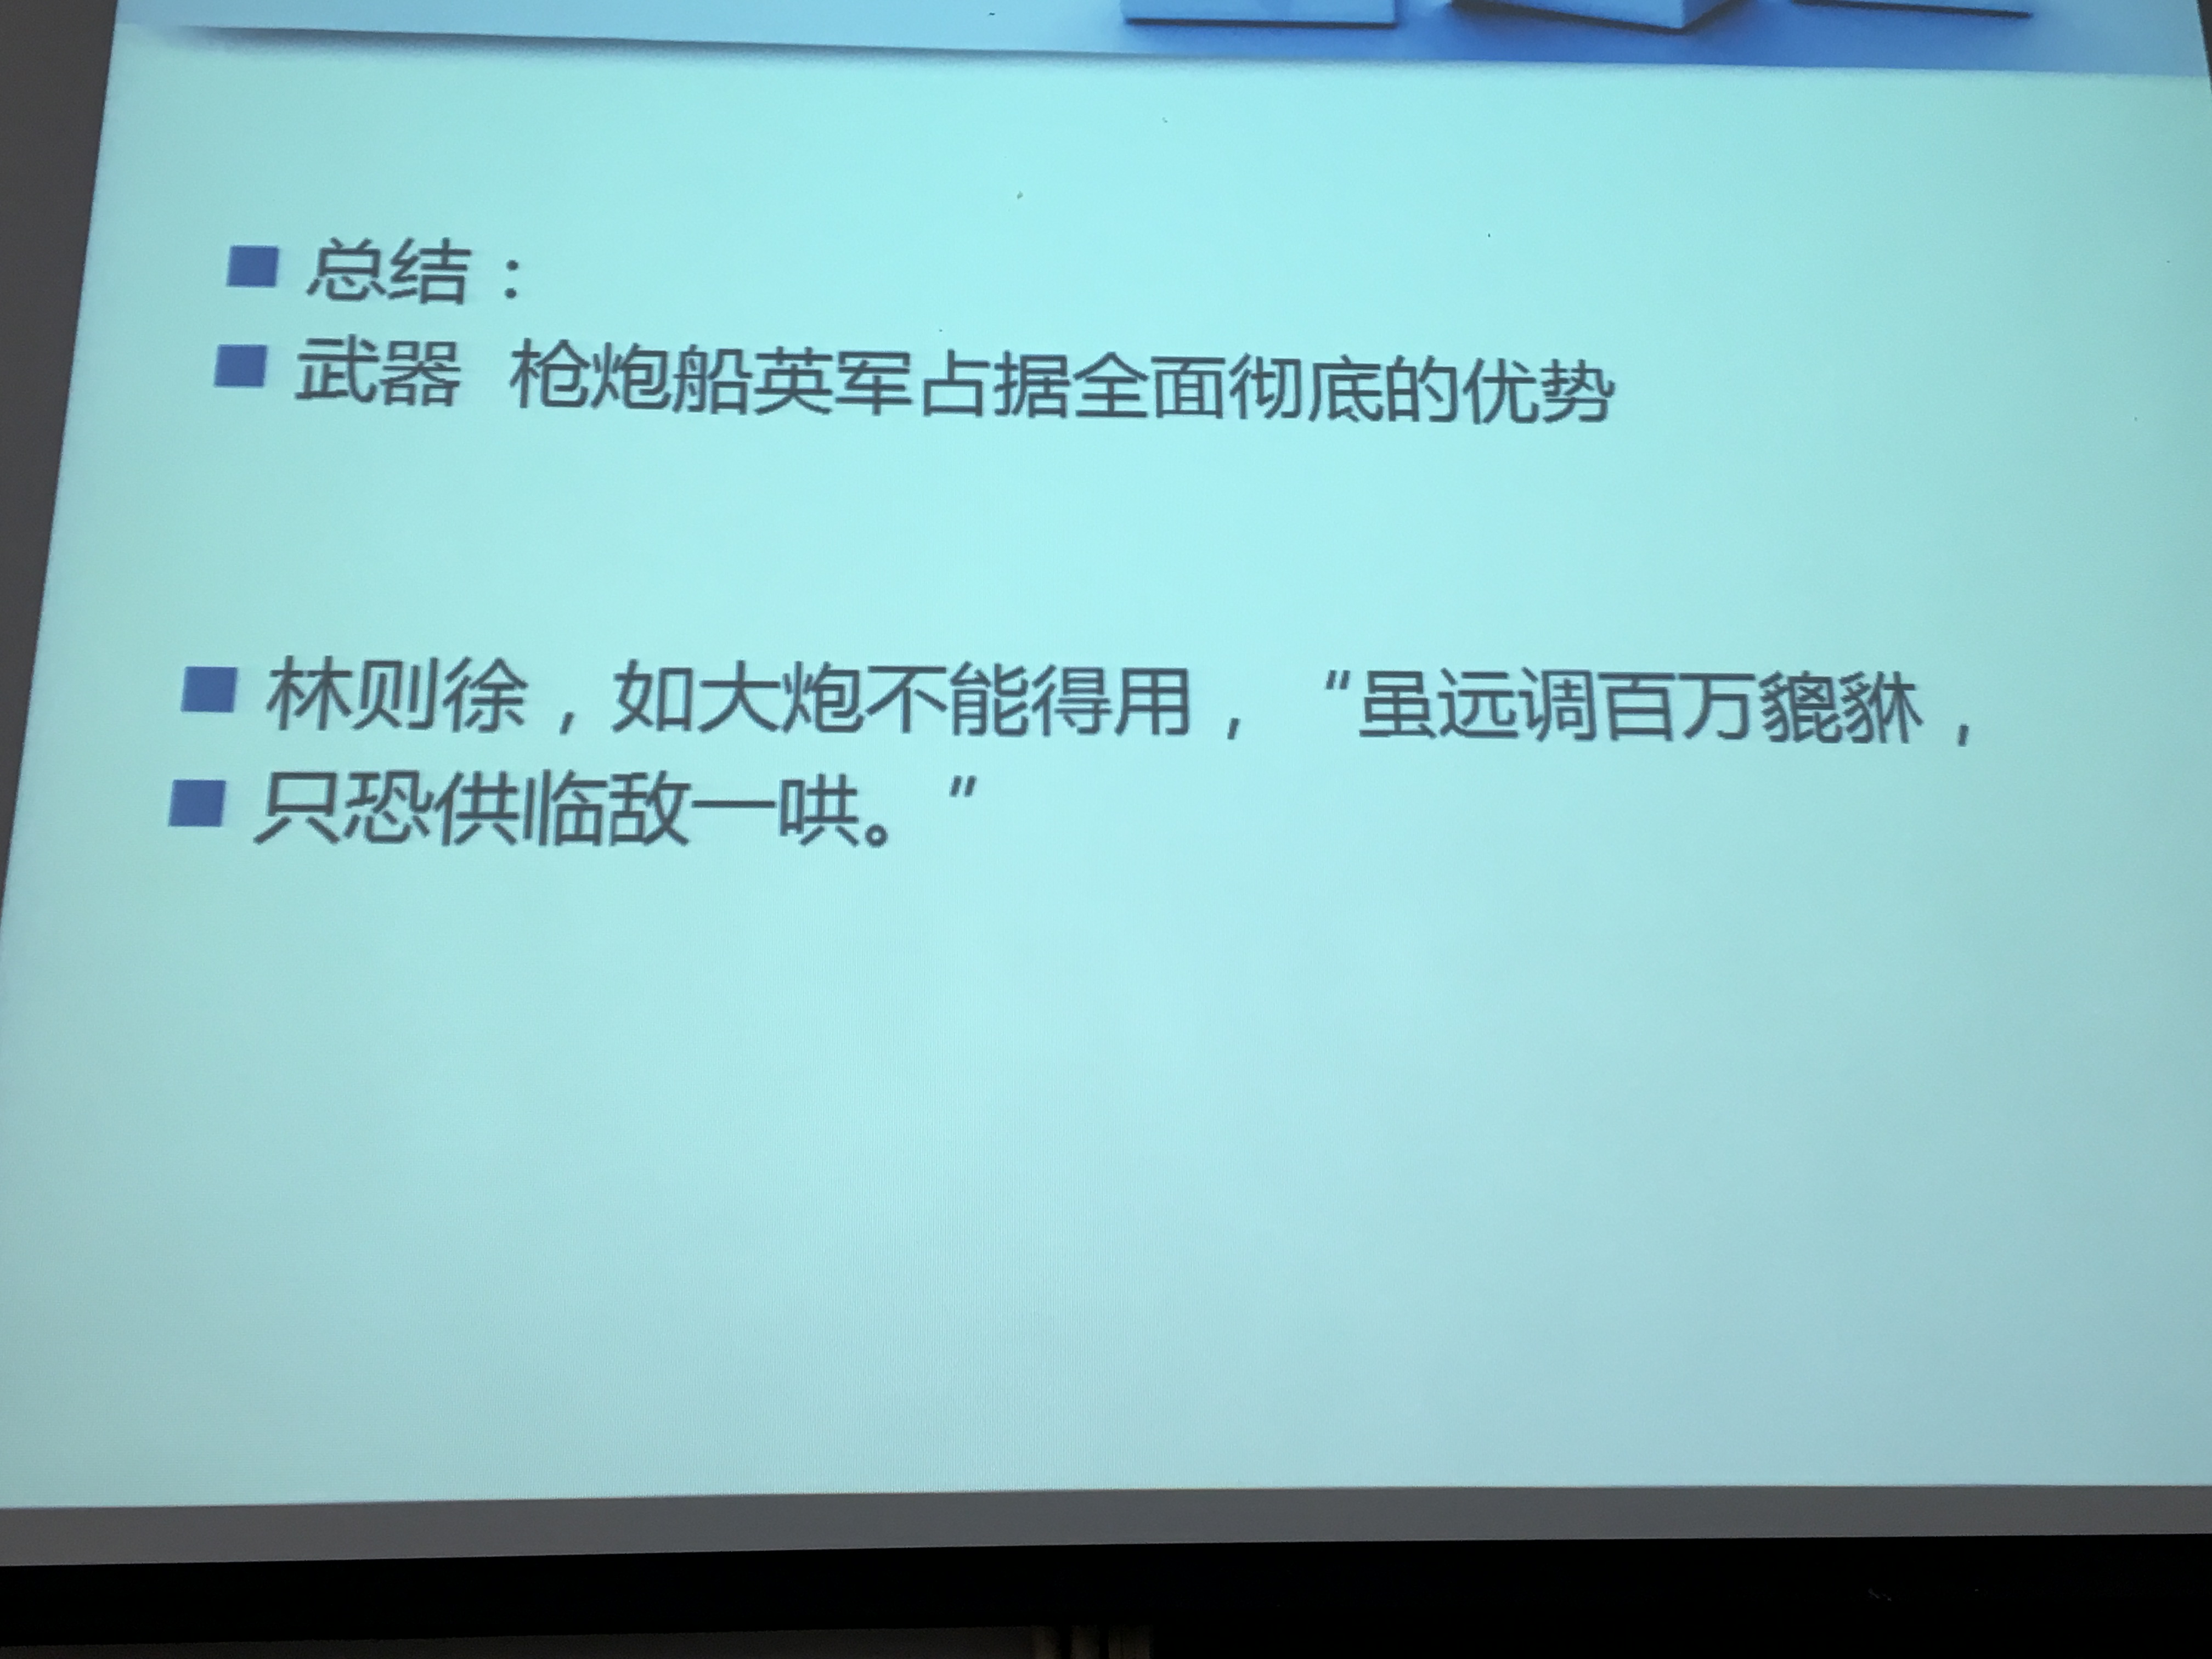 总结：
武器 枪炮船英军占据全面彻底的优势
林则徐，如大炮不能得用，“虽远调百万貔貅，
只恐供临敌一哄。”